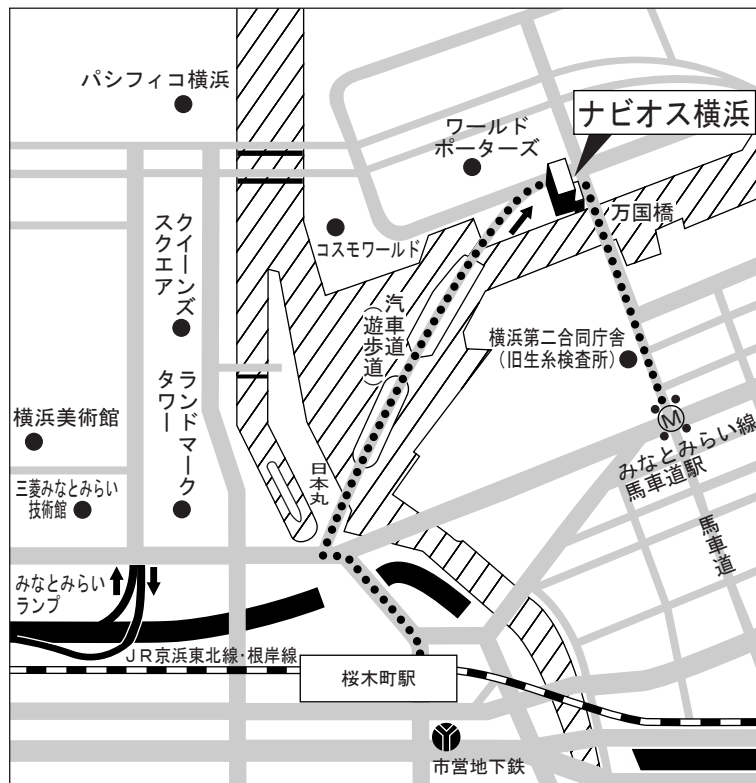 パシフィコ横浜
ワールド
ポーターズ
ナビオス横浜
万国橋
コスモワールド
クイーンズ
スクエア
汽車道
(遊歩道)
横浜第二合同庁舎
(旧生糸検査所)
ランドマーク
タワー
横浜美術館
三菱みなとみらい
技術館
日本丸
M
みなとみらい線
馬車道駅
馬車道
みなとみらい
ランプ
JR京浜東北線・根岸線
桜木町駅
市営地下鉄